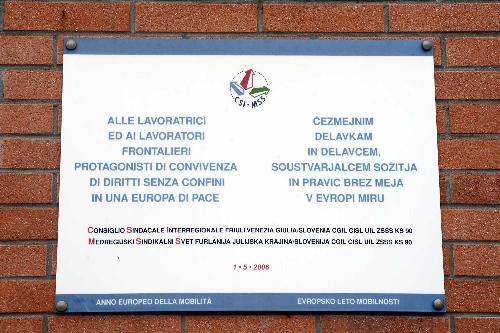 CSI-MSS
ALLE LAVORATRICI
ED AI LAVORATORI
FRONTALIERI
PROTAGONISTI DI CONVIVENZA
DI DIRITTI SENZA CONFINI
IN UNA EUROPA DI PACE
ČEZMEJNIM
DELAVKAM
IN DELAVCEM,
SOUSTVARJALCEM SOŽITJA
IN PRAVIC BREZ MEJA
V EVROPI MIRU
CONSIGLIO SINDACALE INTERREGIONALE FRIULI VENEZIA GIULIA-SLOVENIA CGIL CISL UIL ZSSS KS 90
MEDREGIJSKI SINDIKALNI SVET FURLANIJA JULIJSKA KRAJINA-SLOVENIJA CGIL CISL UIL ZSSS KS 90
1•5•2006
ANNO EUROPEO DELLA MOBILITÀ
EVROPSKO LETO MOBILNOSTI